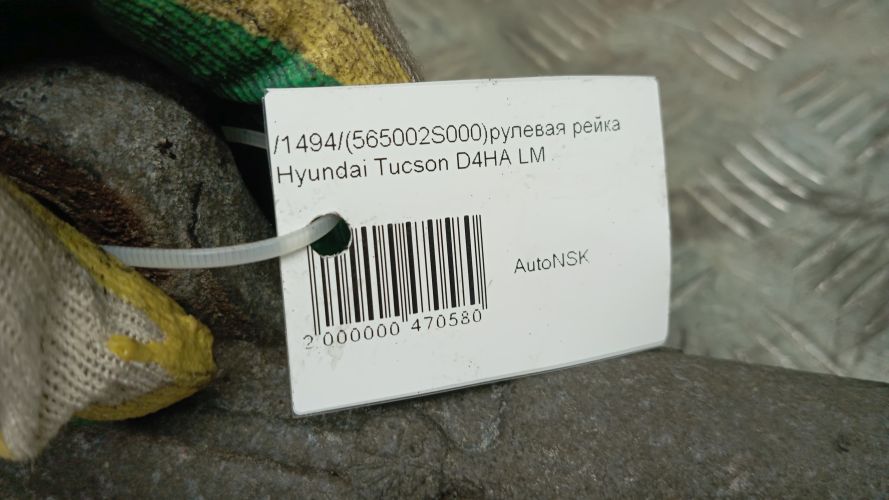 /1494/(565002S000)рулевая рейка
Hyundai Tucson D4HA LM
AutoNSK
2 000000 470580